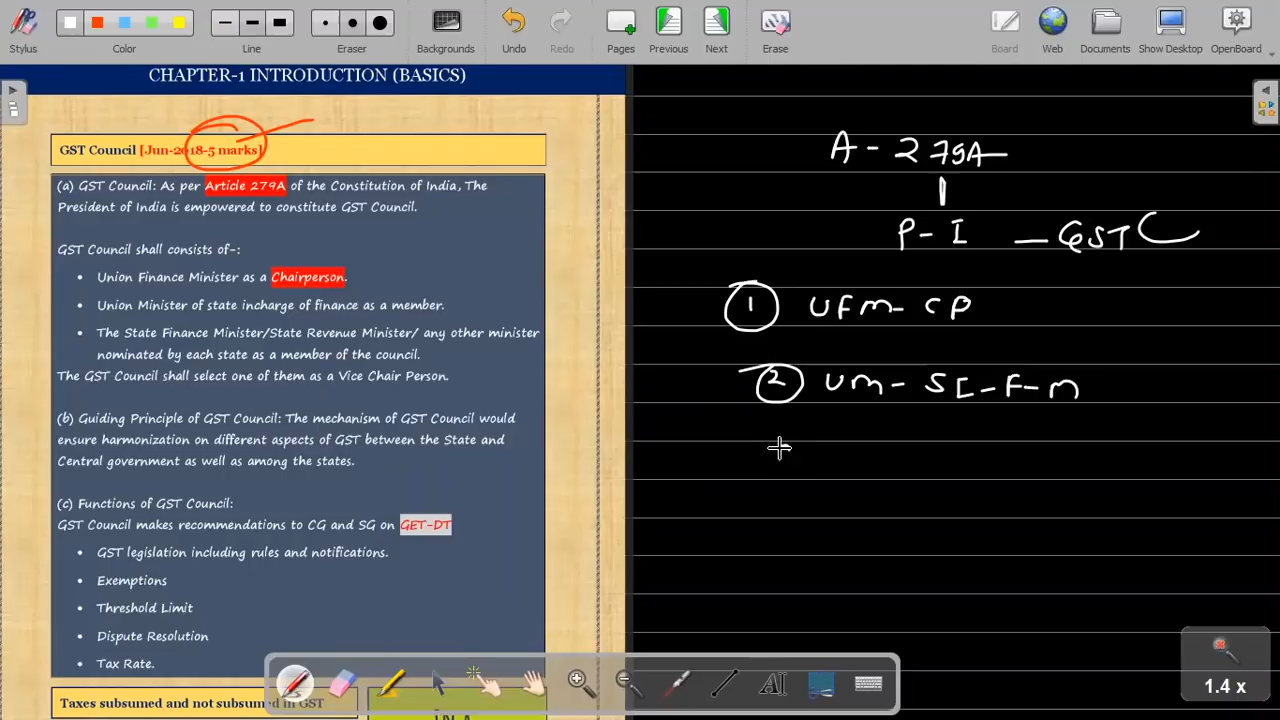 Stylus
Color
Line
Eraser
Backgrounds
Undo
Redo
Pages
Previous
Next
Erase
Board
Web
Documents
Show Desktop
OpenBoard
CHAPTER-1 INTRODUCTION (BASICS)
GST Council [Jun-2018-5 marks]
(a) GST Council: As per Article 279A of the Constitution of India, The
President of India is empowered to constitute GST Council.
GST Council shall consists of-:
• Union Finance Minister as a Chairperson.
• Union Minister of state incharge of finance as a member.
• The State Finance Minister/State Revenue Minister/ any other minister
nominated by each state as a member of the council.
The GST Council shall select one of them as a Vice Chair Person.
(b) Guiding Principle of GST Council: The mechanism of GST Council would
ensure harmonization on different aspects of GST between the State and
Central government as well as among the states.
(c) Functions of GST Council:
GST Council makes recommendations to CG and SG on GET-DT
• GST legislation including rules and notifications.
• Exemptions
• Threshold Limit
• Dispute Resolution
• Tax Rate.
Taxes subsumed and not subsumed in GST
A - 279A
P - I — GSTC
1 UFM - CP
2 UM - SI - F - M
1.4 x